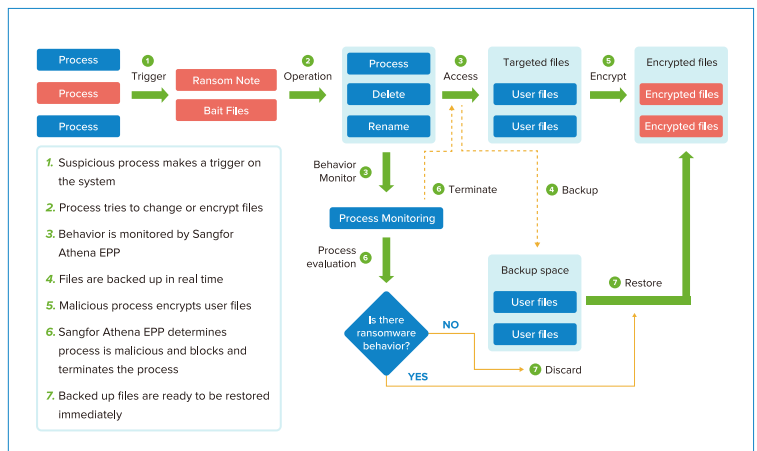 Process
Process
Process
1
Trigger
Ransom Note
Bait Files
2
Operation
Process
Delete
Rename
3
Access
Targeted files
User files
User files
5
Encrypt
Encrypted files
Encrypted files
Encrypted files
1. Suspicious process makes a trigger on
the system
2. Process tries to change or encrypt files
3. Behavior is monitored by Sangfor
Athena EPP
4. Files are backed up in real time
5. Malicious process encrypts user files
6. Sangfor Athena EPP determines
process is malicious and blocks and
terminates the process
7. Backed up files are ready to be restored
immediately
Behavior
Monitor
3
6 Terminate
4 Backup
Process Monitoring
Process
evaluation
6
Is there
ransomware
behavior?
NO
YES
7 Discard
Backup space
User files
User files
7 Restore